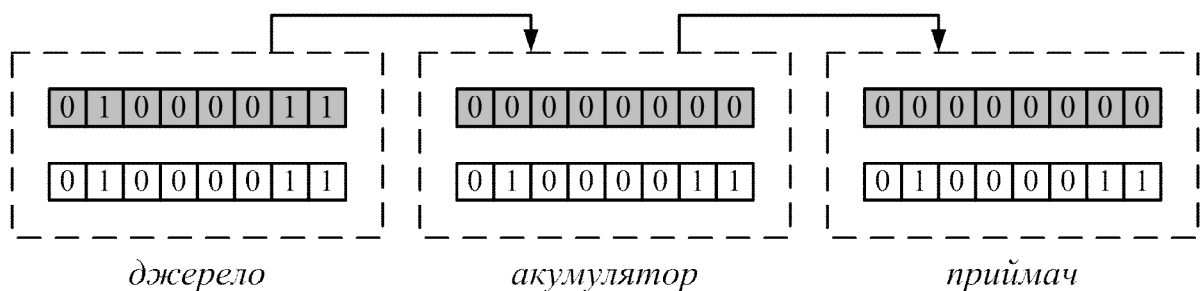 0 1 0 0 0 0 1 1 0 0 0 0 0 0 0 0 0 0 0 0 0 0 0 0
0 1 0 0 0 0 1 1 0 1 0 0 0 0 1 1 0 1 0 0 0 0 1 1
джерело акумулятор приймач